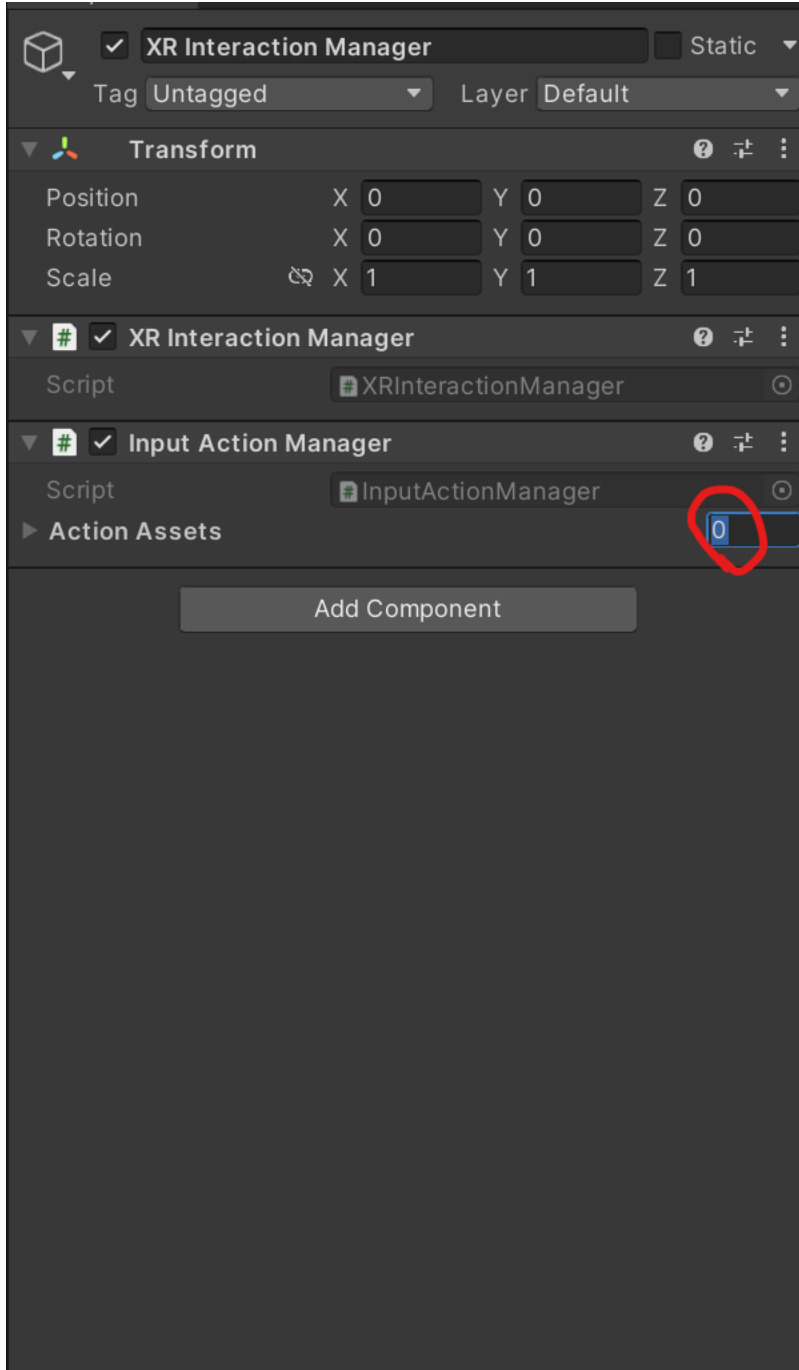 XR Interaction Manager Static
Tag Untagged Layer Default
Transform
Position X 0 Y 0 Z 0
Rotation X 0 Y 0 Z 0
Scale X 1 Y 1 Z 1
# XR Interaction Manager
Script # XRInteractionManager
# Input Action Manager
Script # InputActionManager
Action Assets 0
Add Component